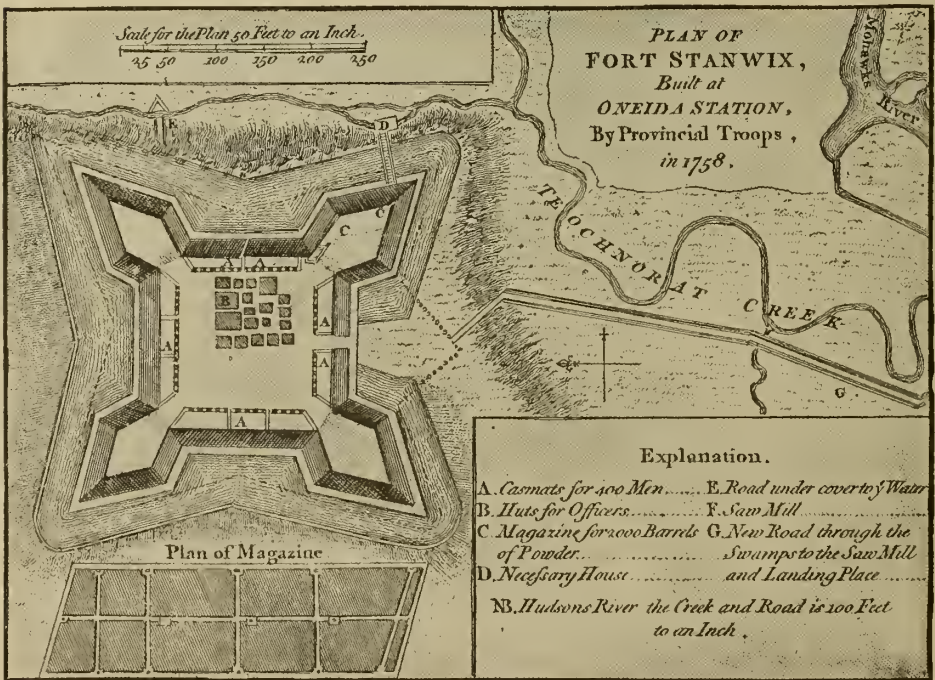 Scale for the Plan 50 Feet to an Inch.
25 50 100 150 200 250
PLAN OF
FORT STANWIX,
Built at
ONEIDA STATION,
By Provincial Troops,
in 1758.
Mohawks River
E
D
C
C
A A
B
A
A
A
A
TEOCHNORAT CREEK
G.
Plan of Magazine
Explanation.
A. Casmats for 400 Men...... E. Road under cover to ẏ Water
B. Huts for Officers......... F. Saw Mill
C. Magazine for 2000 Barrels G. New Road through the
of Powder............ Swamps to the Saw Mill
D. Necessary House......... and Landing Place
NB. Hudsons River the Creek and Road is 200 Feet
to an Inch.